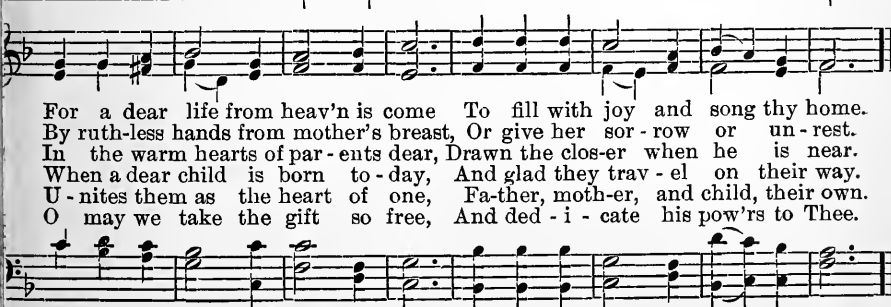 For a dear life from heav'n is come To fill with joy and song thy home.
By ruth-less hands from mother's breast, Or give her sor - row or un - rest.
In the warm hearts of par - ents dear, Drawn the clos-er when he is near.
When a dear child is born to - day, And glad they trav - el on their way.
U - nites them as the heart of one, Fa-ther, moth-er, and child, their own.
O may we take the gift so free, And ded - i - cate his pow'rs to Thee.